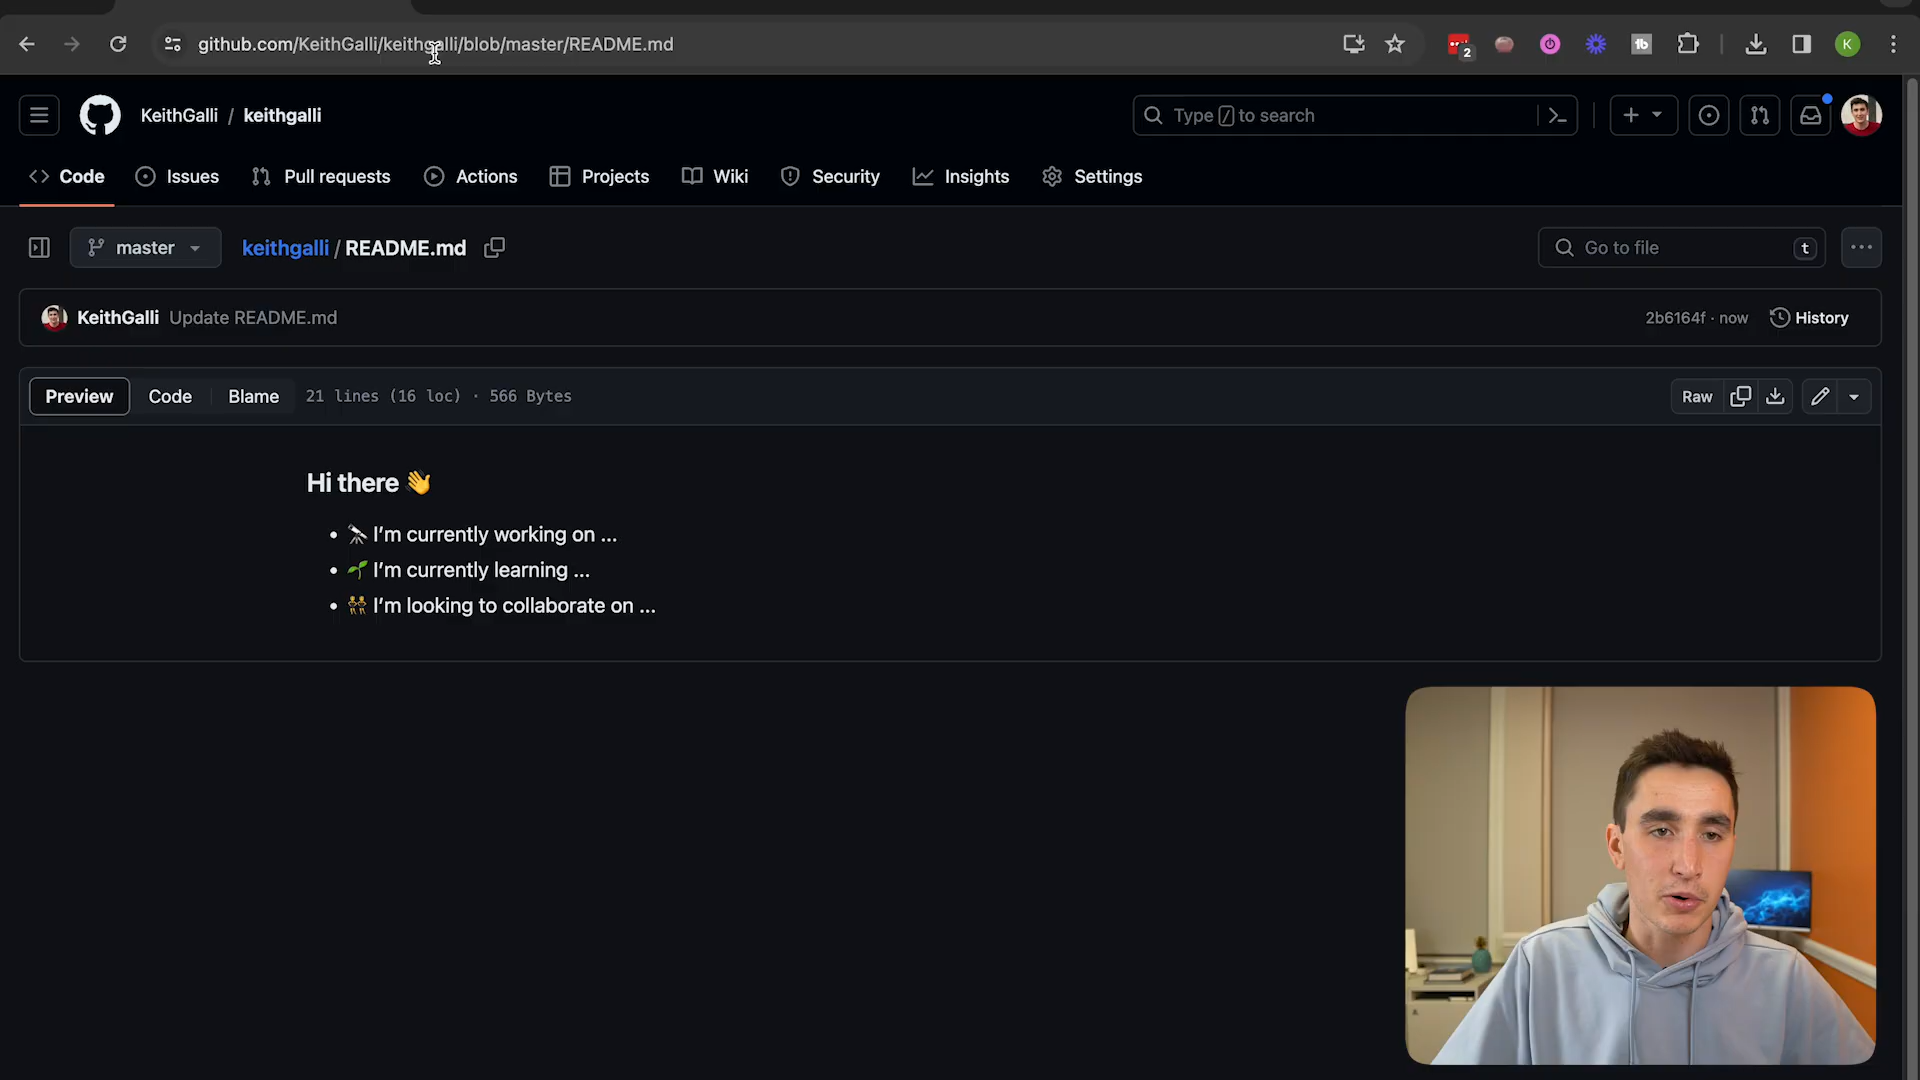 github.com/KeithGalli/keithgalli/blob/master/README.md
2
K
KeithGalli / keithgalli
Type / to search
Code
Issues
Pull requests
Actions
Projects
Wiki
Security
Insights
Settings
master
keithgalli / README.md
Go to file
t
KeithGalli Update README.md
2b6164f · now
History
Preview
Code
Blame
21 lines (16 loc) · 566 Bytes
Raw
Hi there 👋
• 🔭 I’m currently working on ...
• 🌱 I’m currently learning ...
• 👯 I’m looking to collaborate on ...